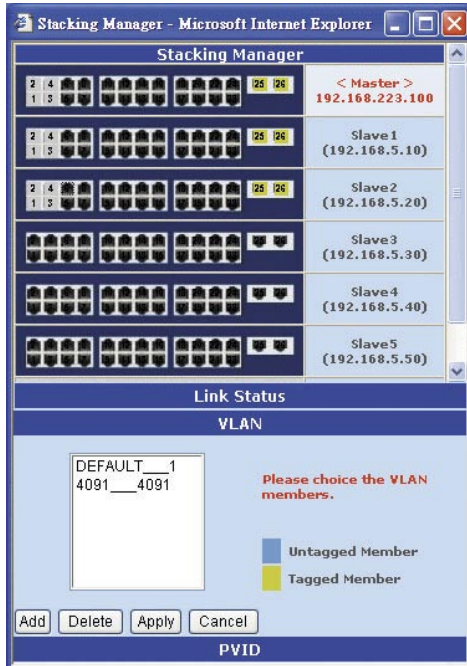 Stacking Manager - Microsoft Internet Explorer
Stacking Manager
2 4 25 26
1 3
< Master >
192.168.223.100
2 4 25 26
1 3
Slave1
(192.168.5.10)
2 4 25 26
1 3
Slave2
(192.168.5.20)
Slave3
(192.168.5.30)
Slave4
(192.168.5.40)
Slave5
(192.168.5.50)
Link Status
VLAN
DEFAULT___1
4091___4091
Please choice the VLAN
members.
Untagged Member
Tagged Member
Add Delete Apply Cancel
PVID